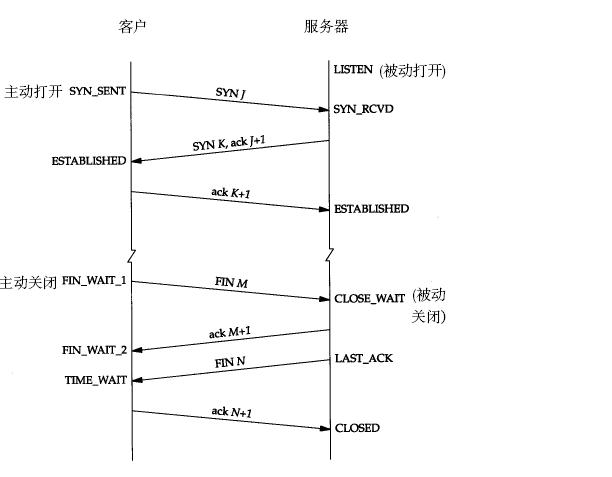 客户 服务器
LISTEN (被动打开)
主动打开 SYN_SENT SYN J
SYN_RCVD
SYN K, ack J+1
ESTABLISHED
ack K+1
ESTABLISHED
主动关闭 FIN_WAIT_1 FIN M
CLOSE_WAIT (被动
关闭)
ack M+1
FIN_WAIT_2
FIN N LAST_ACK
TIME_WAIT
ack N+1
CLOSED